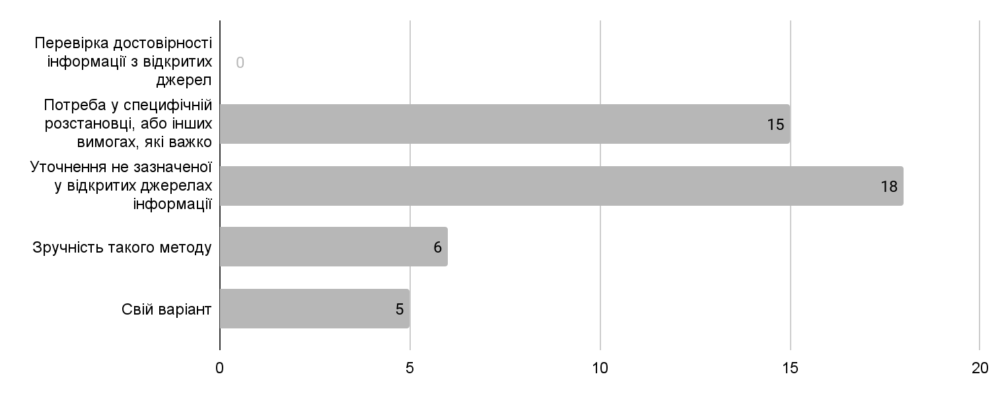 Перевірка достовірності
інформації з відкритих
джерел
0
Потреба у специфічній
розстановці, або інших
вимогах, які важко
15
Уточнення не зазначеної
у відкритих джерелах
інформації
18
Зручність такого методу
6
Свій варіант
5
0 5 10 15 20